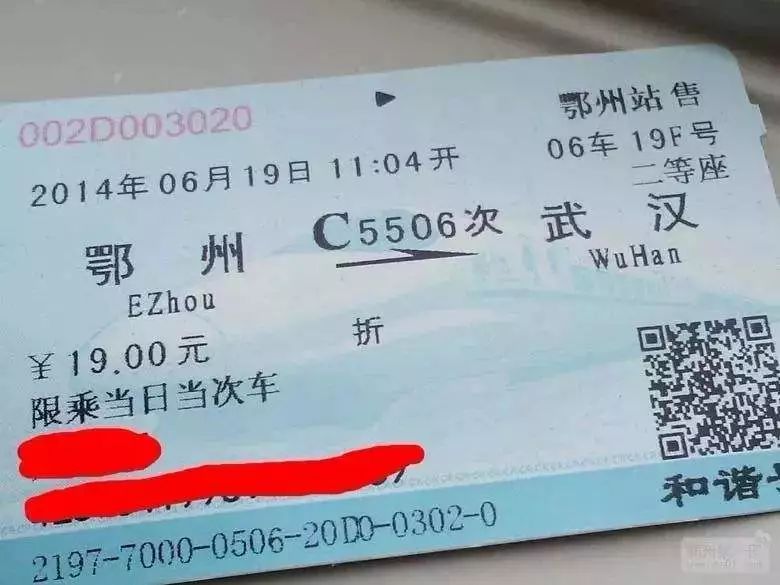 002D003020
鄂州站售
2014年06月19日 11:04开
06车 19F号
二等座
鄂州 C5506次 武汉
EZhou WuHan
¥19.00元 折
限乘当日当次车
和谐
2197-7000-0506-20D0-0302-0